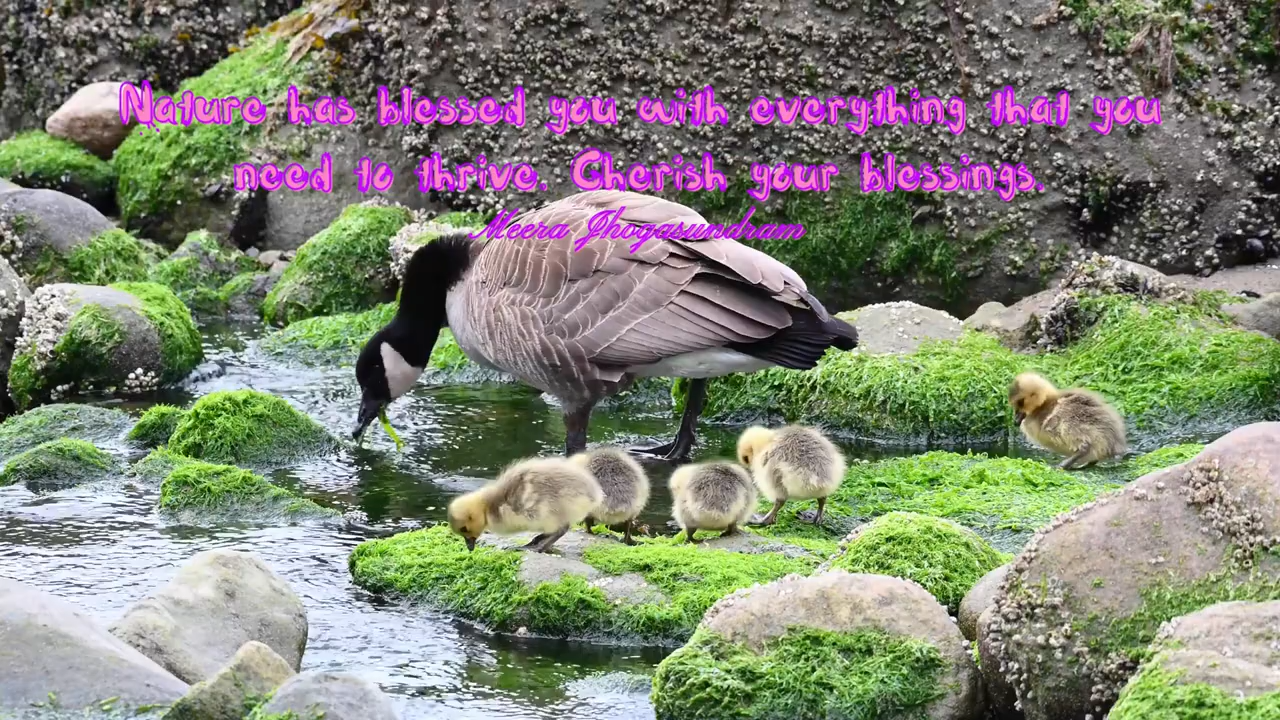 Nature has blessed you with everything that you
need to thrive. Cherish your blessings.
Meera Jhogasundram